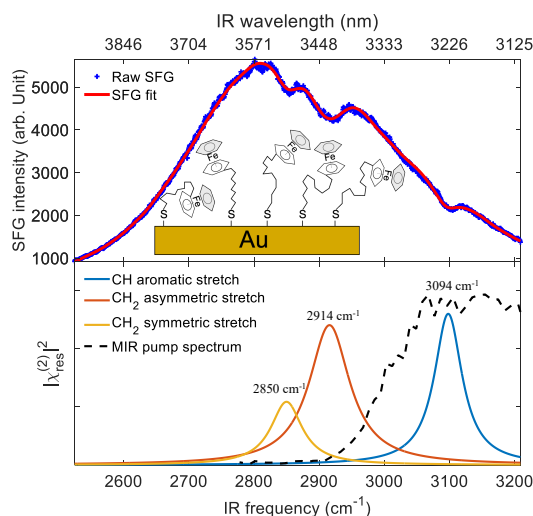 IR wavelength (nm)
3846 3704 3571 3448 3333 3226 3125
SFG intensity (arb. Unit)
5000
4000
3000
2000
1000
Raw SFG
SFG fit
Fe Fe Fe Fe Fe
S S S S S
Au
|χ(2)res|2
CH aromatic stretch
CH2 asymmetric stretch
CH2 symmetric stretch
MIR pump spectrum
3094 cm-1
2914 cm-1
2850 cm-1
2600 2700 2800 2900 3000 3100 3200
IR frequency (cm-1)